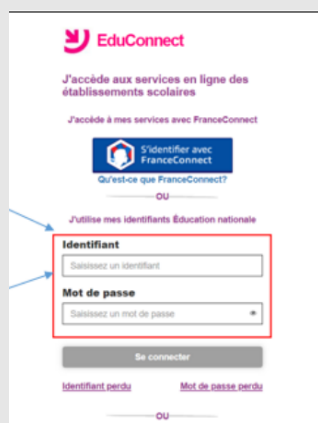 EduConnect
J'accède aux services en ligne des
établissements scolaires
J'accède à mes services avec FranceConnect
S'identifier avec
FranceConnect
Qu'est-ce que FranceConnect?
OU
J'utilise mes identifiants Éducation nationale
Identifiant
Saisissez un identifiant
Mot de passe
Saisissez un mot de passe
Se connecter
Identifiant perdu Mot de passe perdu
OU